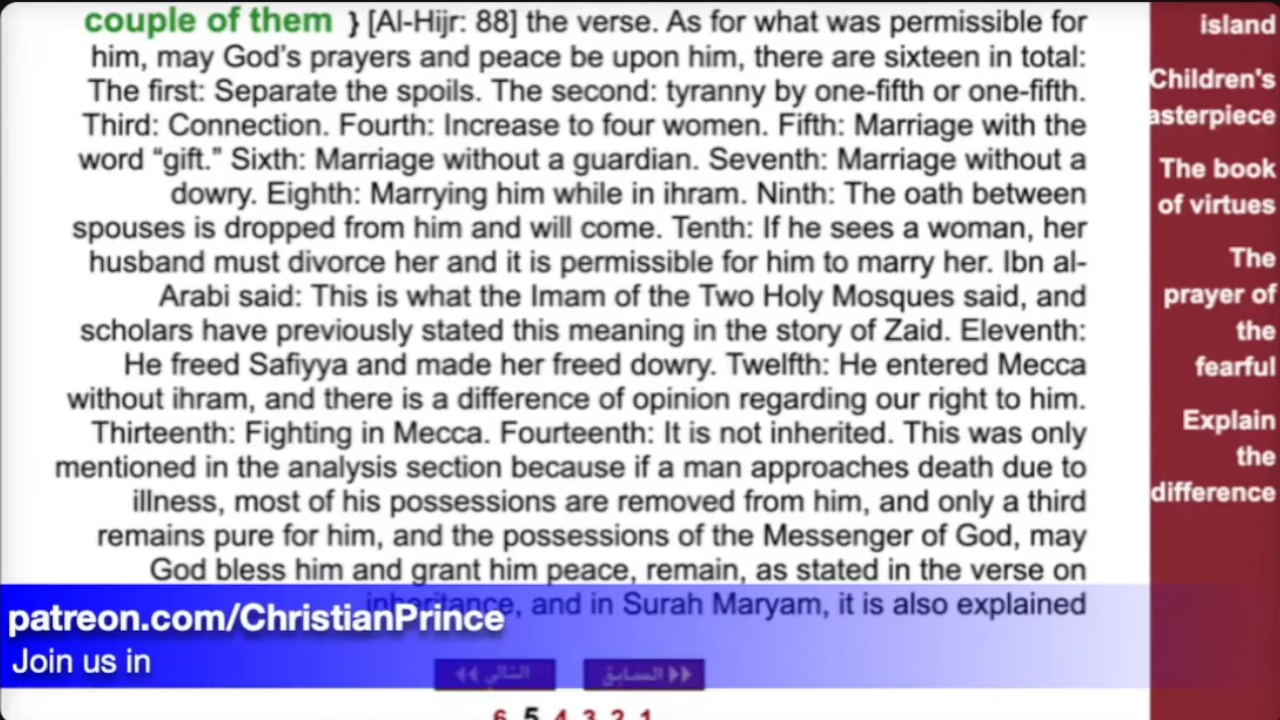 couple of them } [Al-Hijr: 88] the verse. As for what was permissible for
him, may God's prayers and peace be upon him, there are sixteen in total:
The first: Separate the spoils. The second: tyranny by one-fifth or one-fifth.
Third: Connection. Fourth: Increase to four women. Fifth: Marriage with the
word “gift.” Sixth: Marriage without a guardian. Seventh: Marriage without a
dowry. Eighth: Marrying him while in ihram. Ninth: The oath between
spouses is dropped from him and will come. Tenth: If he sees a woman, her
husband must divorce her and it is permissible for him to marry her. Ibn al-
Arabi said: This is what the Imam of the Two Holy Mosques said, and
scholars have previously stated this meaning in the story of Zaid. Eleventh:
He freed Safiyya and made her freed dowry. Twelfth: He entered Mecca
without ihram, and there is a difference of opinion regarding our right to him.
Thirteenth: Fighting in Mecca. Fourteenth: It is not inherited. This was only
mentioned in the analysis section because if a man approaches death due to
illness, most of his possessions are removed from him, and only a third
remains pure for him, and the possessions of the Messenger of God, may
God bless him and grant him peace, remain, as stated in the verse on
inheritance, and in Surah Maryam, it is also explained
التالي السابق
6 5 4 3 2 1
island
Children's
asterpiece
The book
of virtues
The
prayer of
the
fearful
Explain
the
difference
patreon.com/ChristianPrince
Join us in